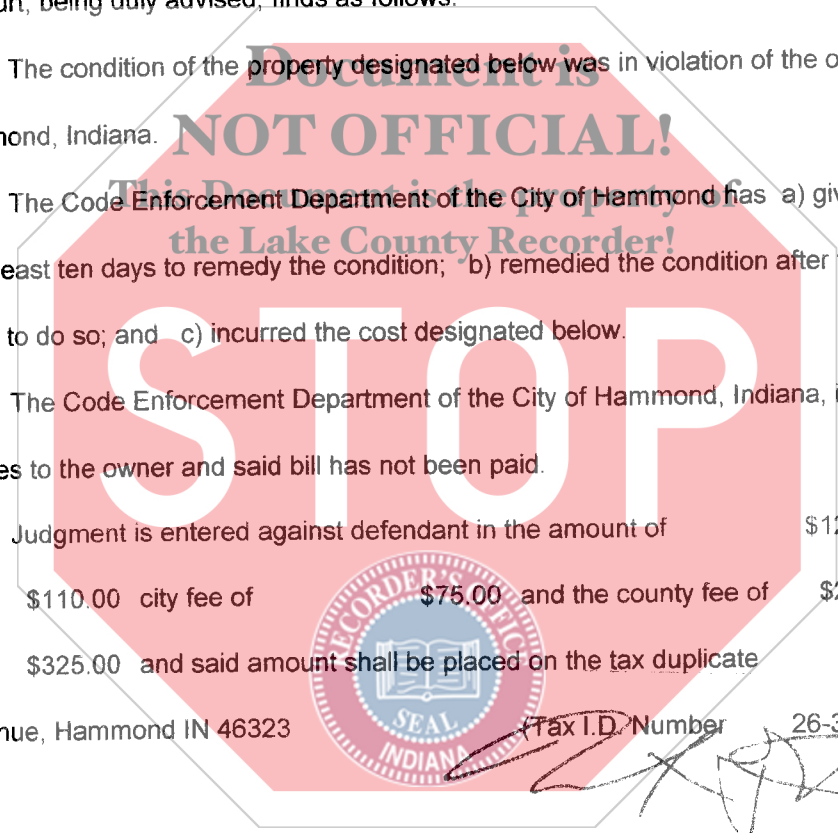 being duly advised, finds as follows:
The condition of the property designated below was in violation of the
Document is
Indiana.
NOT OFFICIAL!
The Code Enforcement Department of the City of Hammond has a)
This Document is the property of
the Lake County Recorder!
ten days to remedy the condition; b) remedied the condition after
STOP
to do so; and c) incurred the cost designated below.
The Code Enforcement Department of the City of Hammond, Indiana,
to the owner and said bill has not been paid.
Judgment is entered against defendant in the amount of
$110.00 city fee of $75.00 and the county fee of
$325.00 and said amount shall be placed on the tax duplicate
Hammond IN 46323 (Tax I.D. Number 26-3
RECORDER'S OFFICE
SEAL
INDIANA